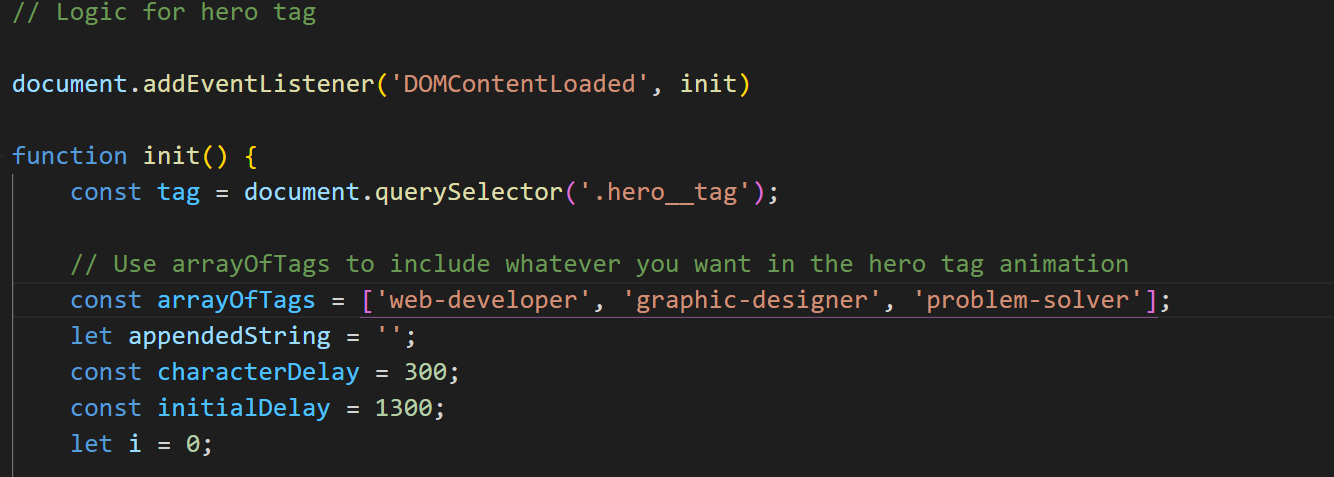 // Logic for hero tag
document.addEventListener('DOMContentLoaded', init)
function init() {
const tag = document.querySelector('.hero__tag');
// Use arrayOfTags to include whatever you want in the hero tag animation
const arrayOfTags = ['web-developer', 'graphic-designer', 'problem-solver'];
let appendedString = '';
const characterDelay = 300;
const initialDelay = 1300;
let i = 0;